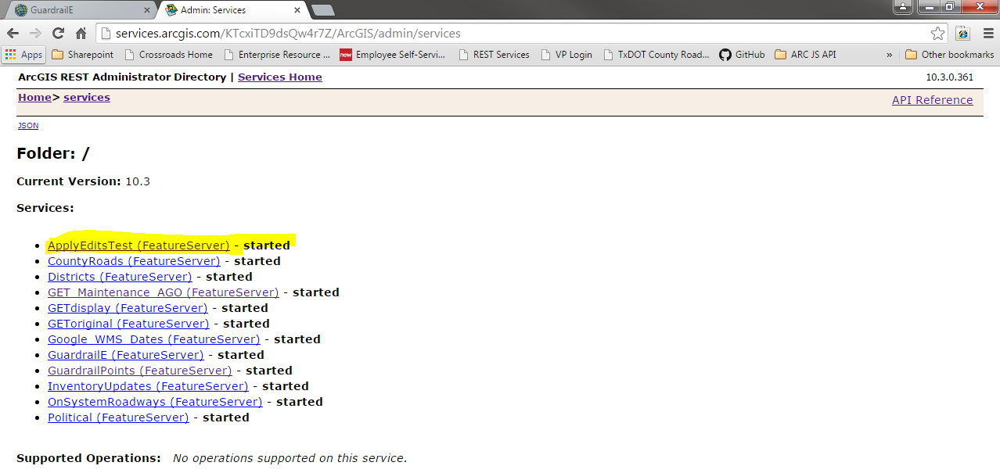 GuardrailE
Admin: Services
services.arcgis.com/KTcxiTD9dsQw4r7Z/ArcGIS/admin/services
Apps Sharepoint Crossroads Home Enterprise Resource ... now Employee Self-Servi... REST Services VP Login TxDOT County Road... GitHub ARC JS API » Other bookmarks
ArcGIS REST Administrator Directory | Services Home 10.3.0.361
Home> services API Reference
JSON
Folder: /
Current Version: 10.3
Services:
• ApplyEditsTest (FeatureServer) - started
• CountyRoads (FeatureServer) - started
• Districts (FeatureServer) - started
• GET_Maintenance_AGO (FeatureServer) - started
• GETdisplay (FeatureServer) - started
• GEToriginal (FeatureServer) - started
• Google_WMS_Dates (FeatureServer) - started
• GuardrailE (FeatureServer) - started
• GuardrailPoints (FeatureServer) - started
• InventoryUpdates (FeatureServer) - started
• OnSystemRoadways (FeatureServer) - started
• Political (FeatureServer) - started
Supported Operations: No operations supported on this service.